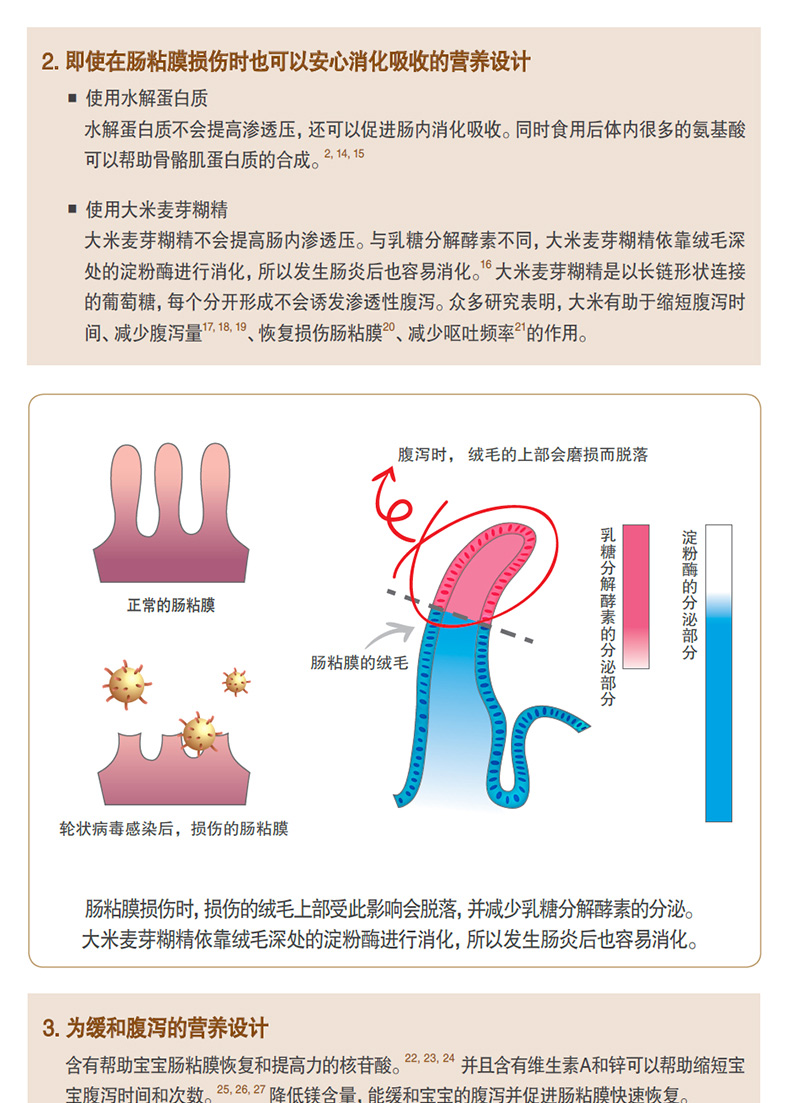 2. 即使在肠粘膜损伤时也可以安心消化吸收的营养设计
■ 使用水解蛋白质
水解蛋白质不会提高渗透压，还可以促进肠内消化吸收。同时食用后体内很多的氨基酸
可以帮助骨骼肌蛋白质的合成。2, 14, 15
■ 使用大米麦芽糊精
大米麦芽糊精不会提高肠内渗透压。与乳糖分解酵素不同，大米麦芽糊精依靠绒毛深
处的淀粉酶进行消化，所以发生肠炎后也容易消化。16 大米麦芽糊精是以长链形状连接
的葡萄糖，每个分开形成不会诱发渗透性腹泻。众多研究表明，大米有助于缩短腹泻时
间、减少腹泻量17, 18, 19、恢复损伤肠粘膜20、减少呕吐频率21的作用。
腹泻时， 绒毛的上部会磨损而脱落
正常的肠粘膜
肠粘膜的绒毛
乳糖分解酵素的分泌部分
淀粉酶的分泌部分
轮状病毒感染后，损伤的肠粘膜
肠粘膜损伤时，损伤的绒毛上部受此影响会脱落，并减少乳糖分解酵素的分泌。
大米麦芽糊精依靠绒毛深处的淀粉酶进行消化，所以发生肠炎后也容易消化。
3. 为缓和腹泻的营养设计
含有帮助宝宝肠粘膜恢复和提高力的核苷酸。22, 23, 24 并且含有维生素A和锌可以帮助缩短宝
宝腹泻时间和次数。25, 26, 27 降低镁含量，能缓和宝宝的腹泻并促进肠粘膜快速恢复。